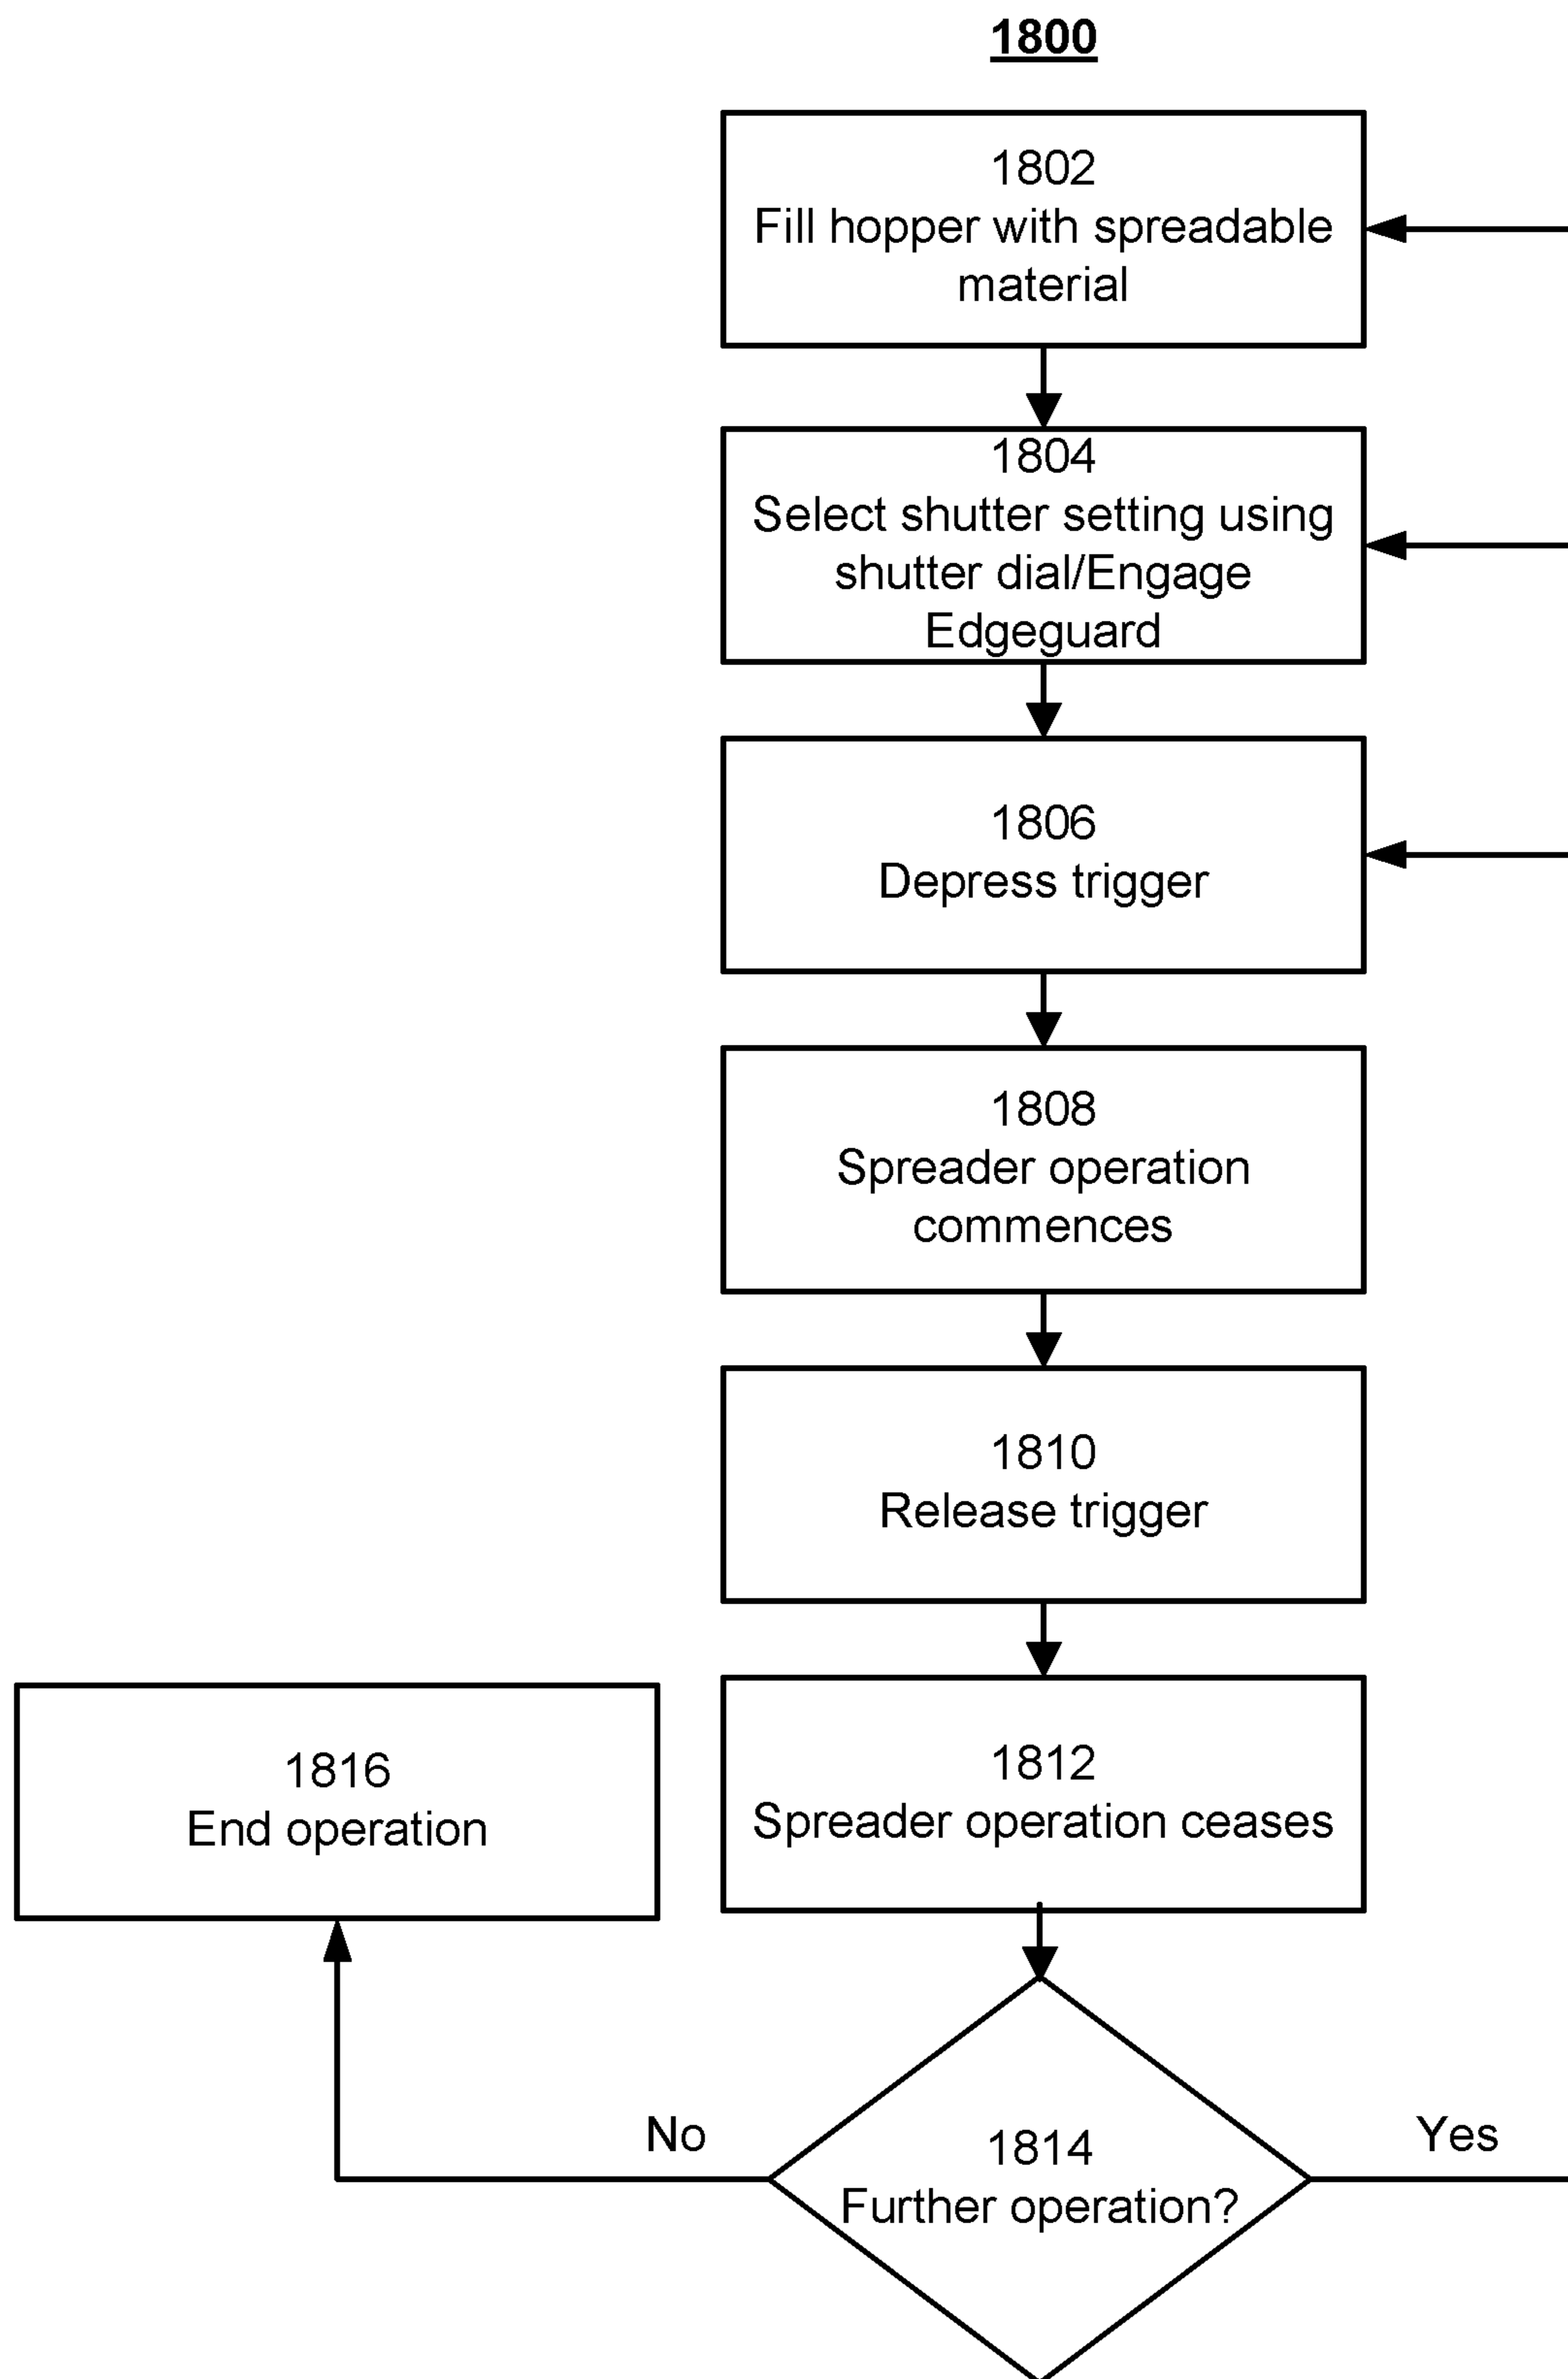 1800
1802
Fill hopper with spreadable
material
1804
Select shutter setting using
shutter dial/Engage
Edgeguard
1806
Depress trigger
1808
Spreader operation
commences
1810
Release trigger
1812
Spreader operation ceases
1816
End operation
No
1814
Further operation?
Yes